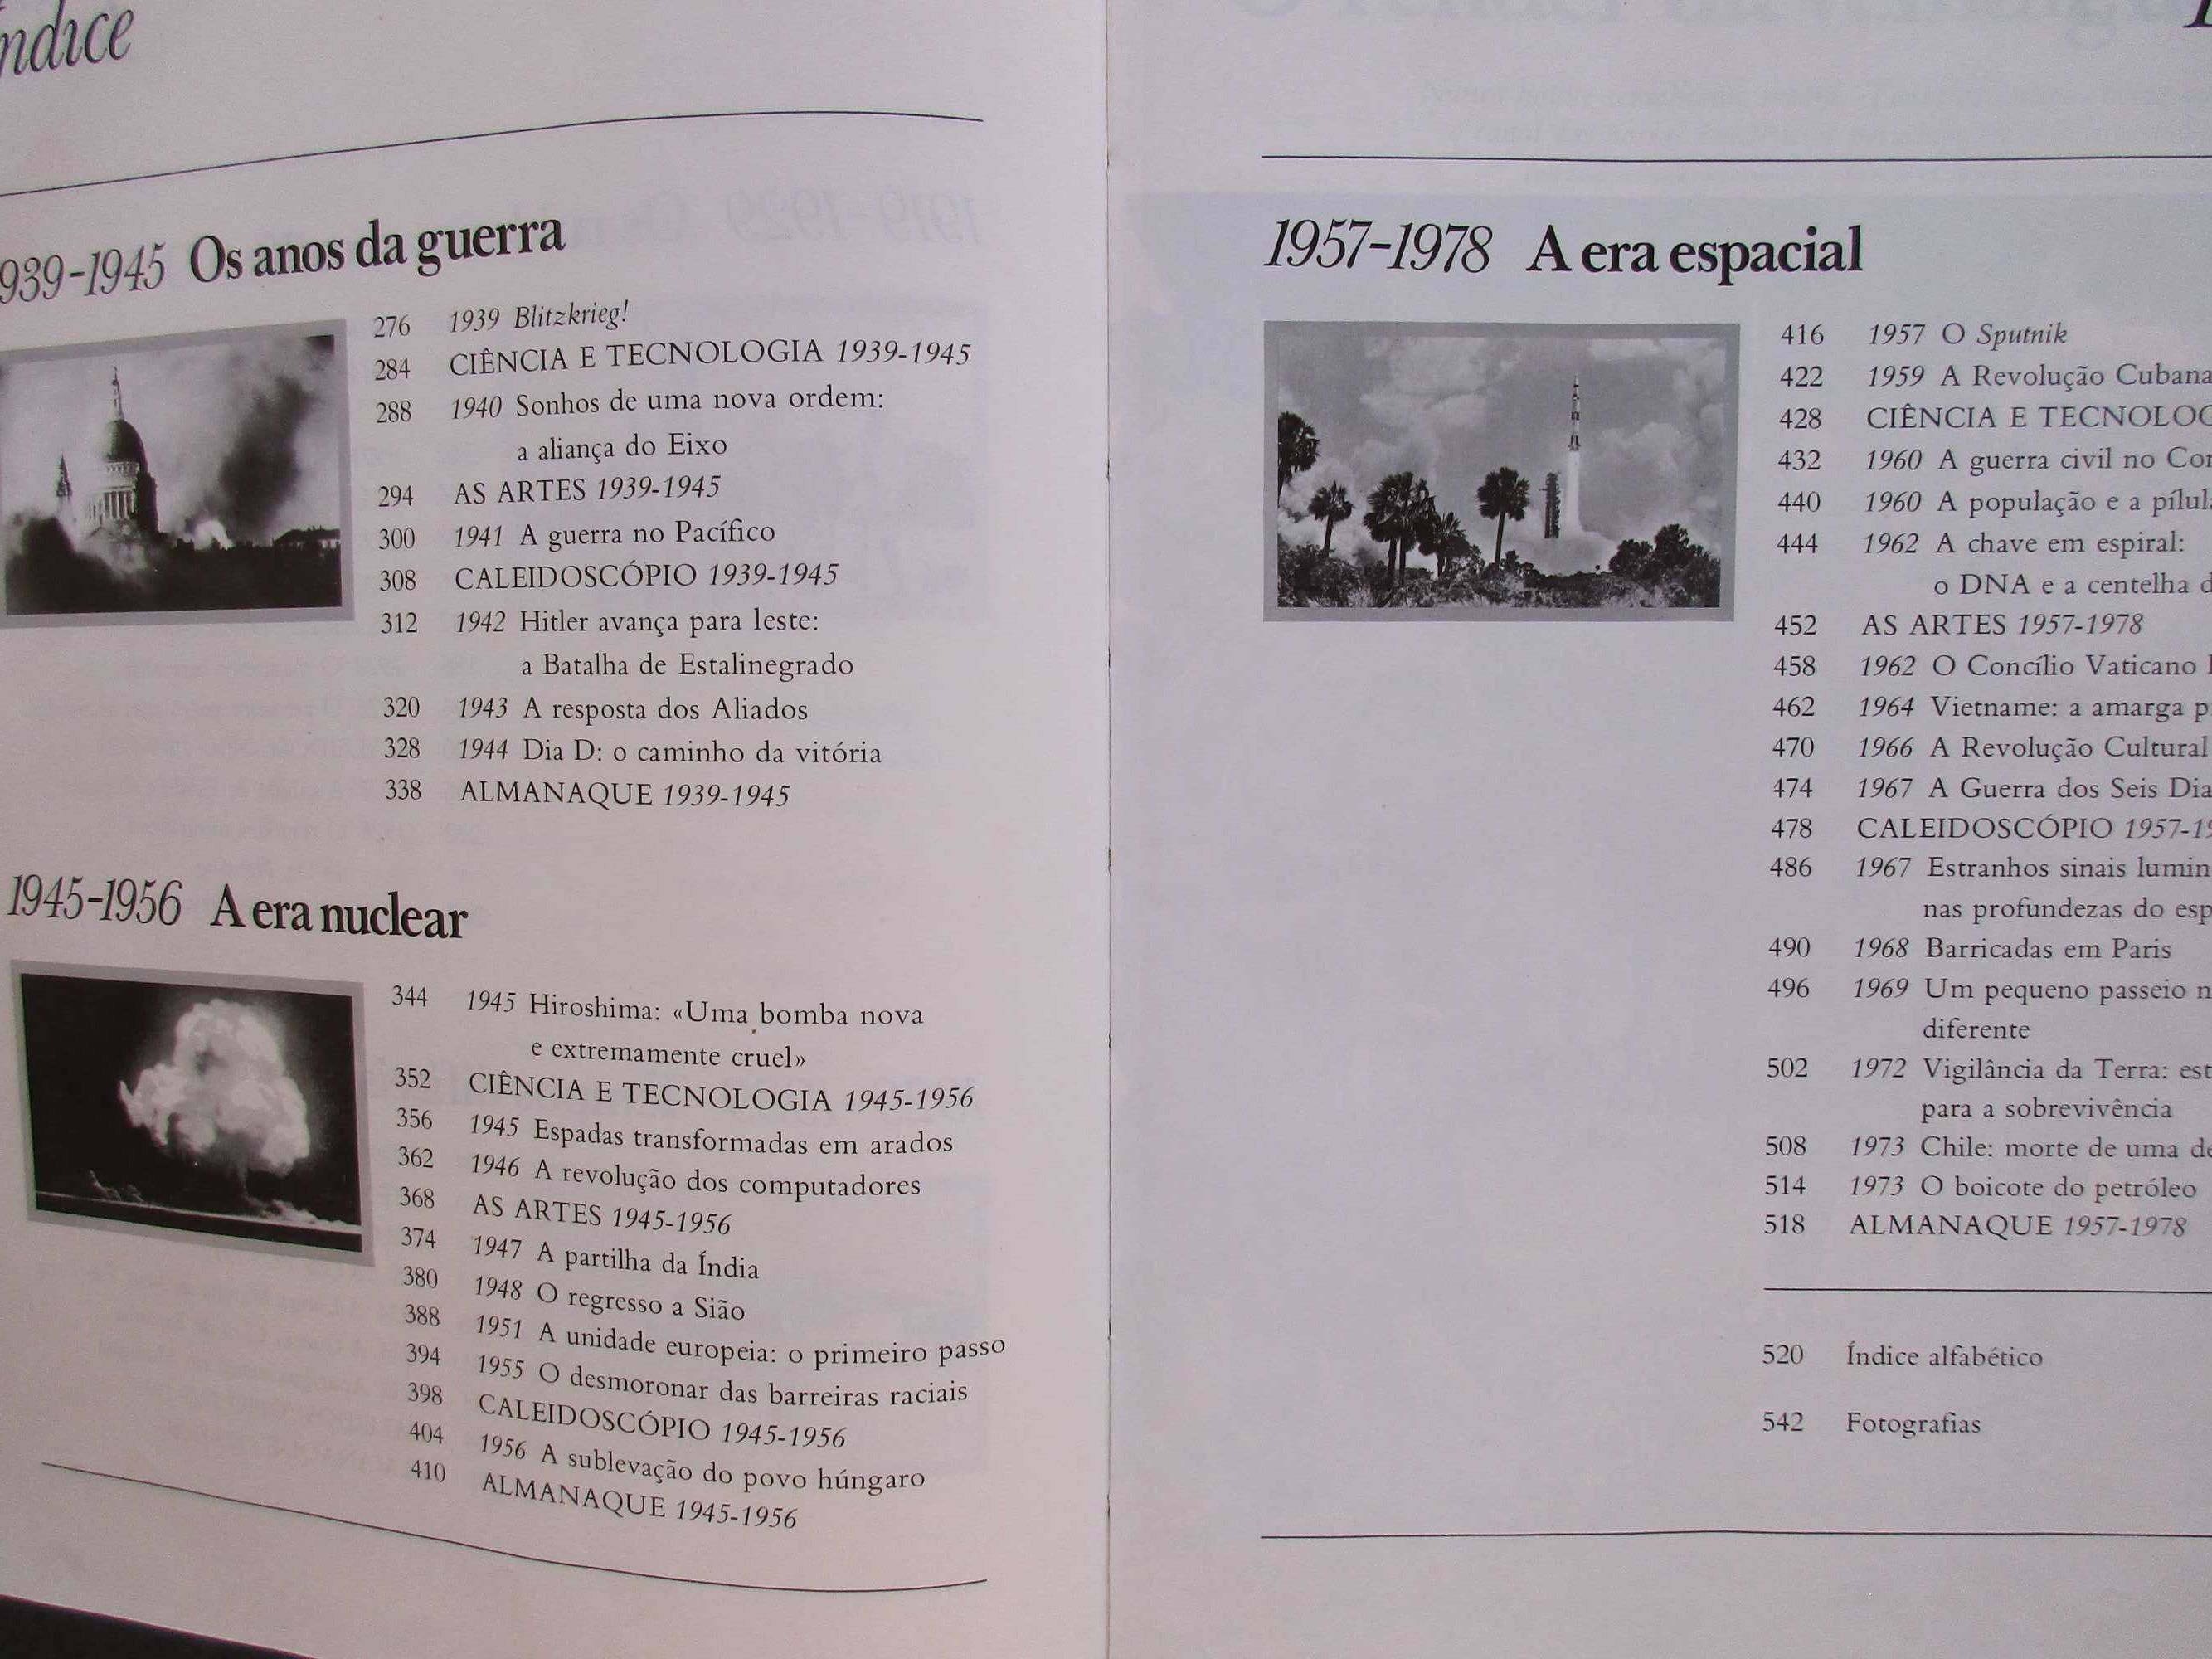 ndice
939-1945 Os anos da guerra
276 1939 Blitzkrieg!
284 CIÊNCIA E TECNOLOGIA 1939-1945
288 1940 Sonhos de uma nova ordem:
a aliança do Eixo
294 AS ARTES 1939-1945
300 1941 A guerra no Pacífico
308 CALEIDOSCÓPIO 1939-1945
312 1942 Hitler avança para leste:
a Batalha de Estalinegrado
320 1943 A resposta dos Aliados
328 1944 Dia D: o caminho da vitória
338 ALMANAQUE 1939-1945
1945-1956 A era nuclear
344 1945 Hiroshima: «Uma bomba nova
e extremamente cruel»
352 CIÊNCIA E TECNOLOGIA 1945-1956
356 1945 Espadas transformadas em arados
362 1946 A revolução dos computadores
368 AS ARTES 1945-1956
374 1947 A partilha da Índia
380 1948 O regresso a Sião
388 1951 A unidade europeia: o primeiro passo
394 1955 O desmoronar das barreiras raciais
398 CALEIDOSCÓPIO 1945-1956
404 1956 A sublevação do povo húngaro
410 ALMANAQUE 1945-1956
1957-1978 A era espacial
416 1957 O Sputnik
422 1959 A Revolução Cubana
428 CIÊNCIA E TECNOLOG
432 1960 A guerra civil no Con
440 1960 A população e a pílul
444 1962 A chave em espiral:
o DNA e a centelha d
452 AS ARTES 1957-1978
458 1962 O Concílio Vaticano
462 1964 Vietname: a amarga p
470 1966 A Revolução Cultural
474 1967 A Guerra dos Seis Dia
478 CALEIDOSCÓPIO 1957-19
486 1967 Estranhos sinais lumin
nas profundezas do esp
490 1968 Barricadas em Paris
496 1969 Um pequeno passeio n
diferente
502 1972 Vigilância da Terra: est
para a sobrevivência
508 1973 Chile: morte de uma de
514 1973 O boicote do petróleo
518 ALMANAQUE 1957-1978
520 Índice alfabético
542 Fotografias